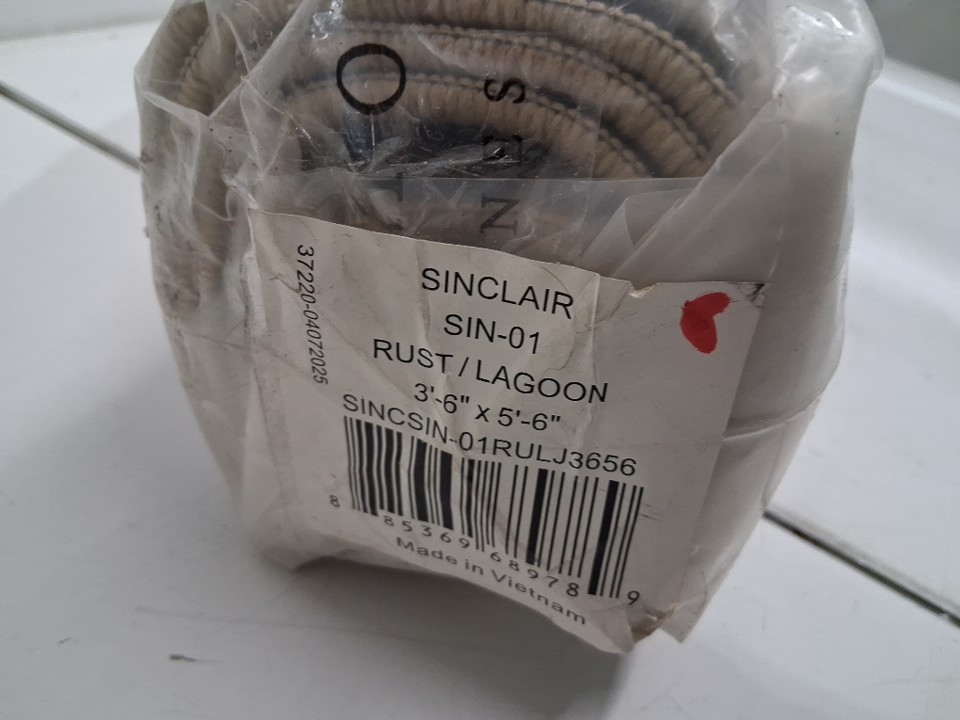 SINCLAIR
SIN-01
RUST / LAGOON
3'-6" x 5'-6"
SINCSIN-01RULJ3656
8 85369 68978 9
Made in Vietnam
37220-04072025